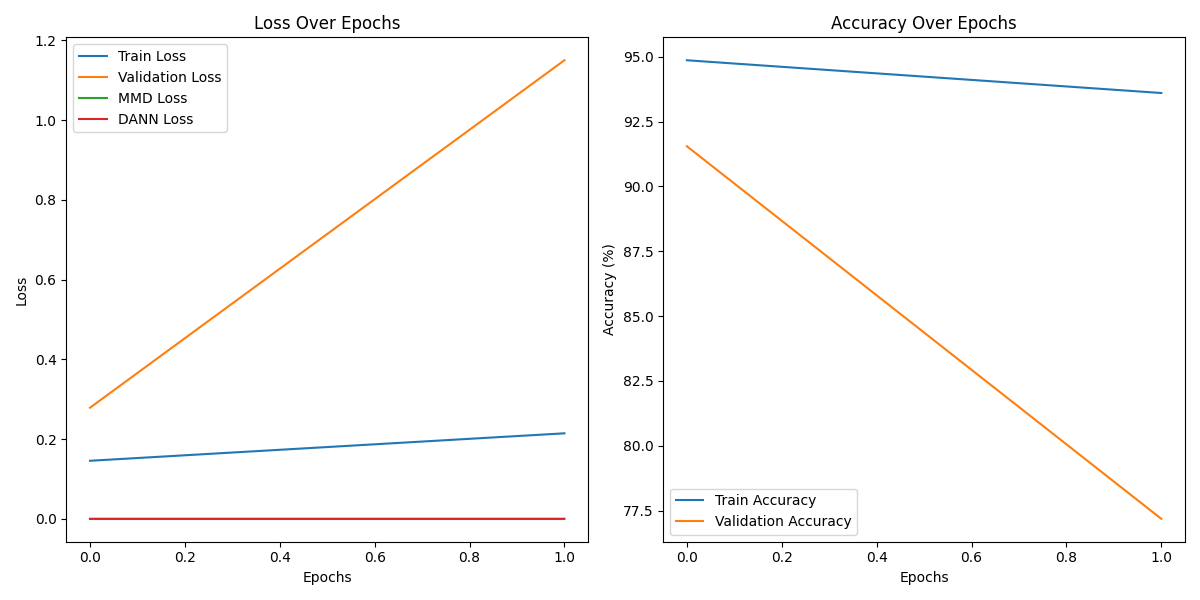 Loss Over Epochs
1.2
1.0
0.8
0.6
0.4
0.2
0.0
Loss
Train Loss
Validation Loss
MMD Loss
DANN Loss
0.0 0.2 0.4 0.6 0.8 1.0
Epochs
Accuracy Over Epochs
95.0
92.5
90.0
87.5
85.0
82.5
80.0
77.5
Accuracy (%)
Train Accuracy
Validation Accuracy
0.0 0.2 0.4 0.6 0.8 1.0
Epochs